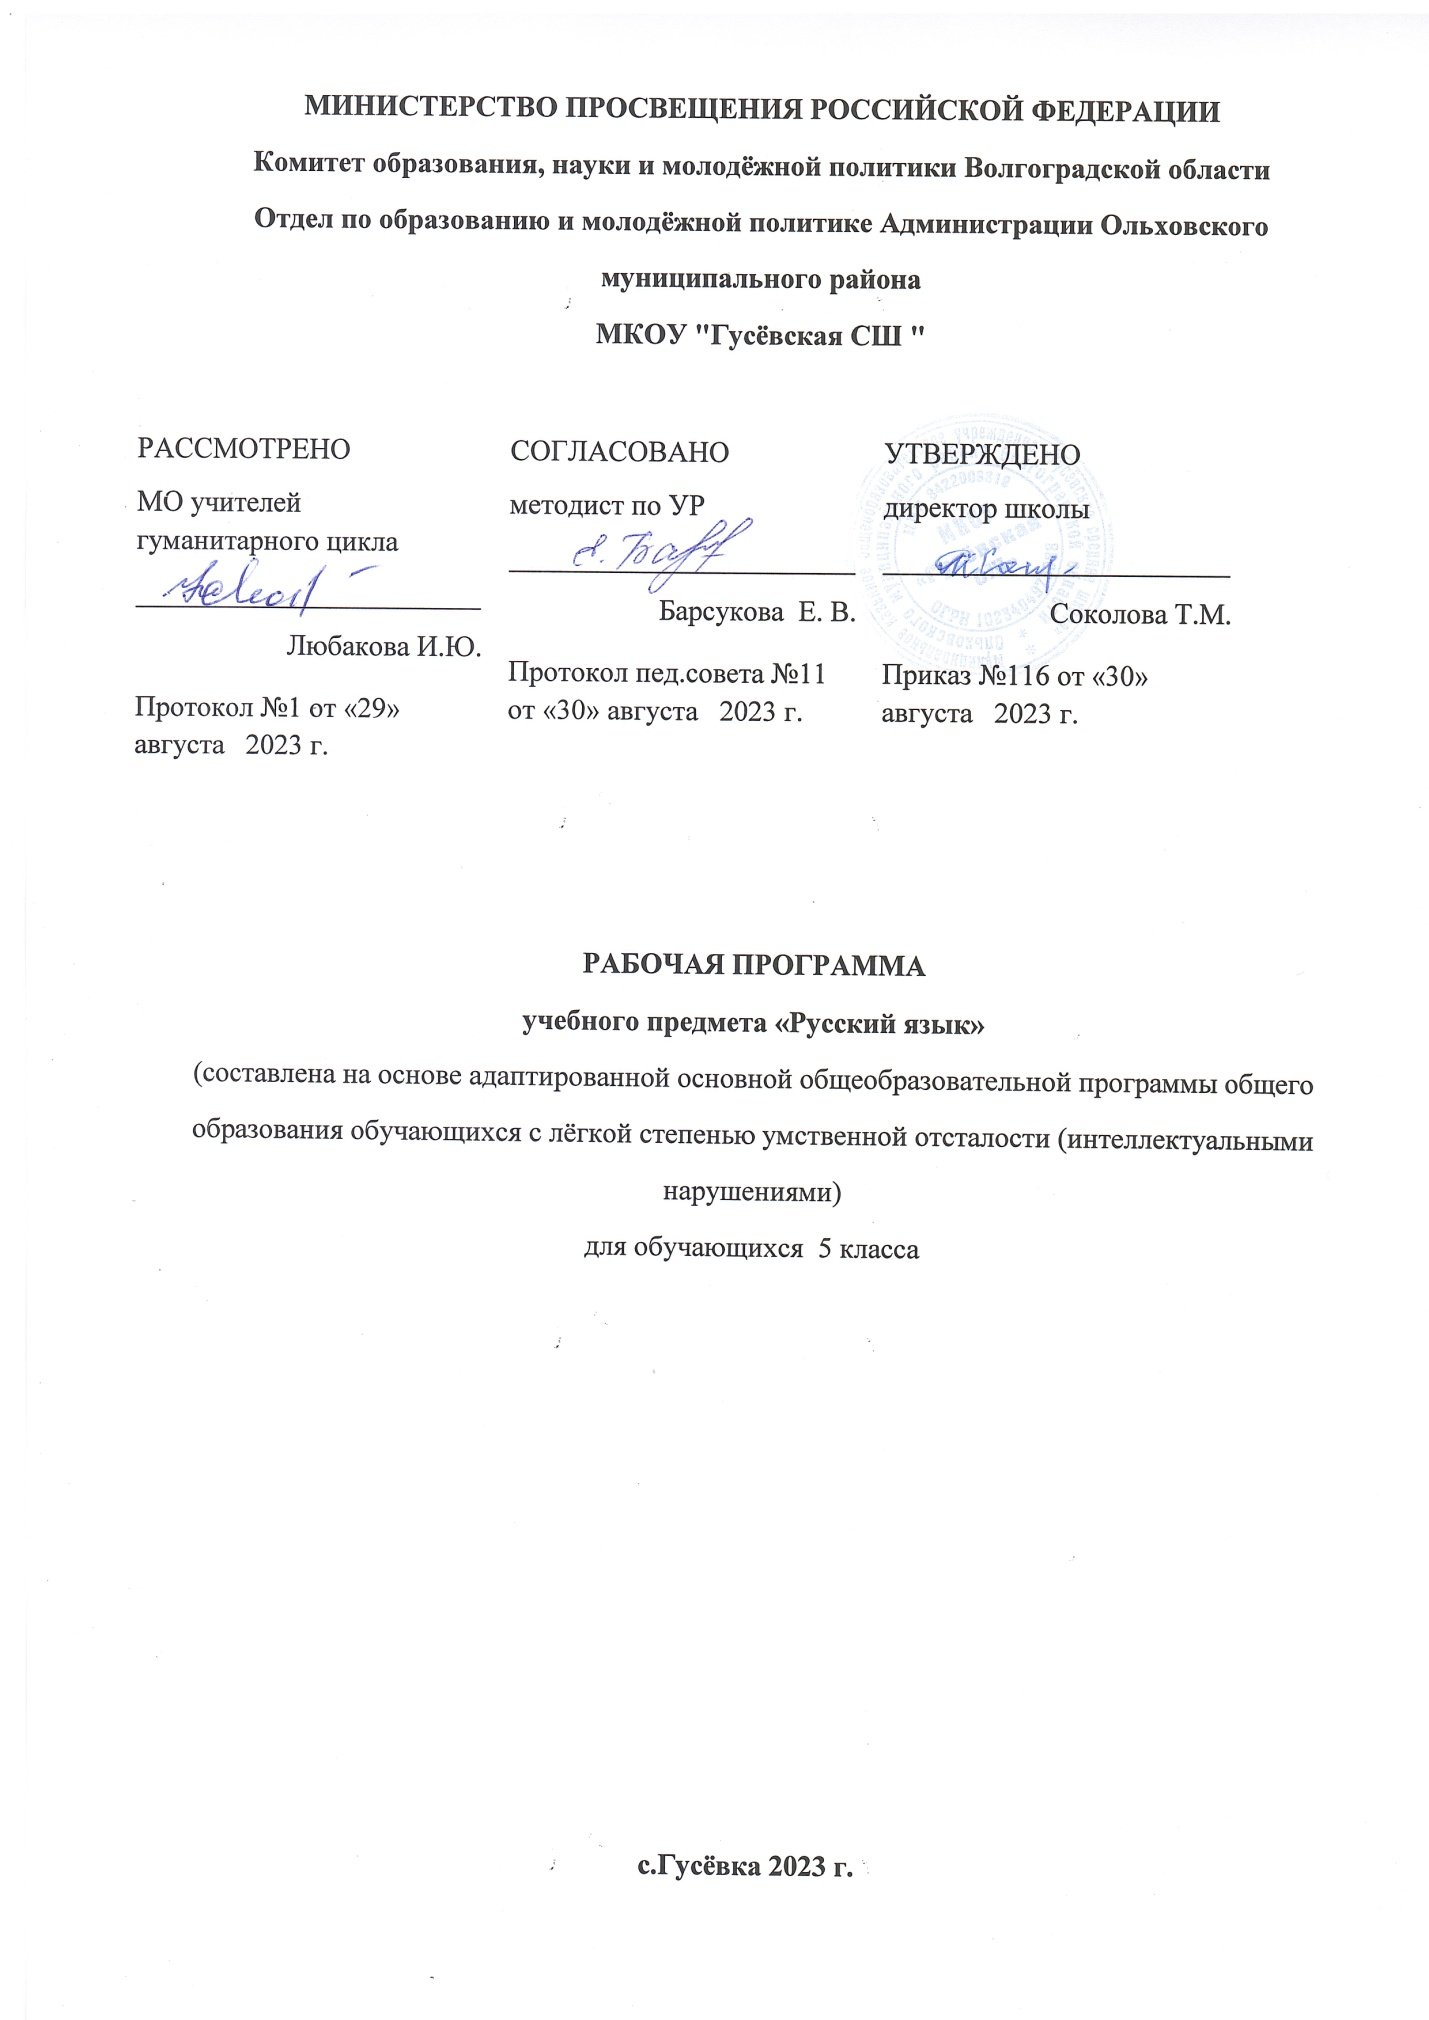 МИНИСТЕРСТВО ПРОСВЕЩЕНИЯ РОССИЙСКОЙ ФЕДЕРАЦИИ
Комитет образования, науки и молодёжной политики Волгоградской области
Отдел по образованию и молодёжной политике Администрации Ольховского
муниципального района
МКОУ "Гусёвская СШ "
РАССМОТРЕНО
МО учителей
гуманитарного цикла
Любакова И.Ю.
Протокол №1 от «29»
августа 2023 г.
СОГЛАСОВАНО
методист по УР
Барсукова Е. В.
Протокол пед.совета №11
от «30» августа 2023 г.
УТВЕРЖДЕНО
директор школы
Соколова Т.М.
Приказ №116 от «30»
августа 2023 г.
РАБОЧАЯ ПРОГРАММА
учебного предмета «Русский язык»
(составлена на основе адаптированной основной общеобразовательной программы общего
образования обучающихся с лёгкой степенью умственной отсталости (интеллектуальными
нарушениями)
для обучающихся 5 класса
с.Гусёвка 2023 г.